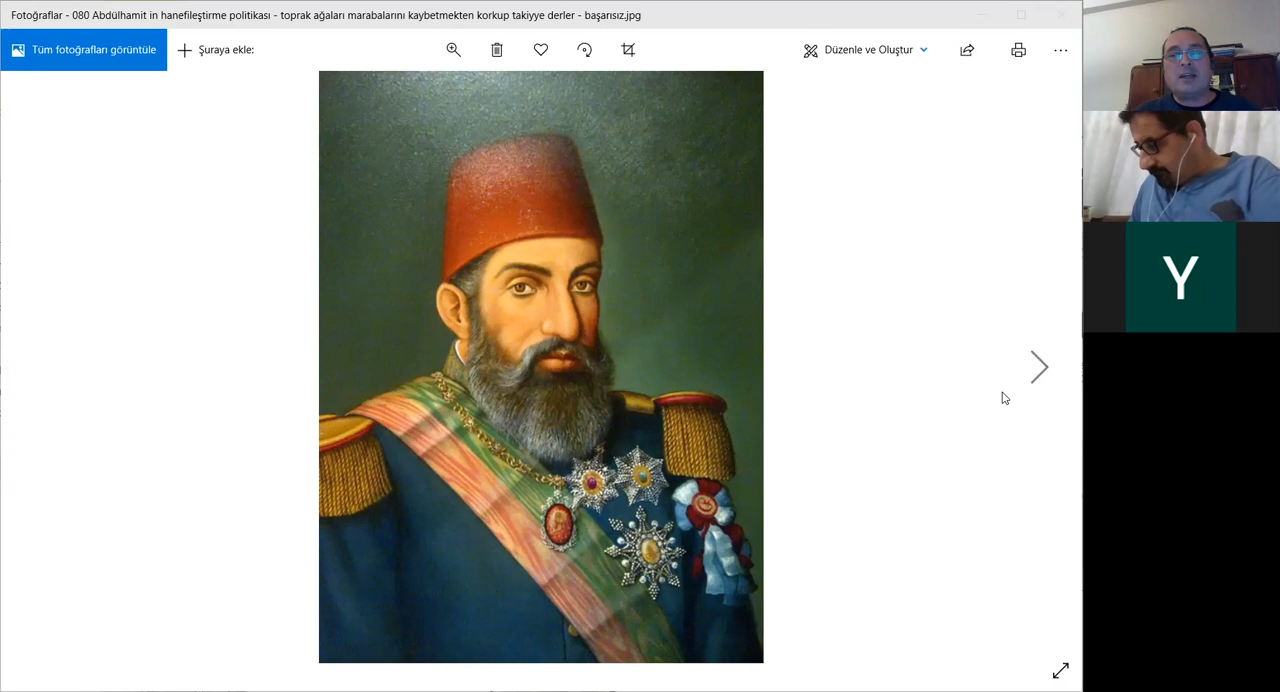 Fotoğraflar - 080 Abdülhamit in hanefileştirme politikası - toprak ağaları marabalarını kaybetmekten korkup takiyye derler - başarısız.jpg
Tüm fotoğrafları görüntüle
Şuraya ekle:
Düzenle ve Oluştur
Y